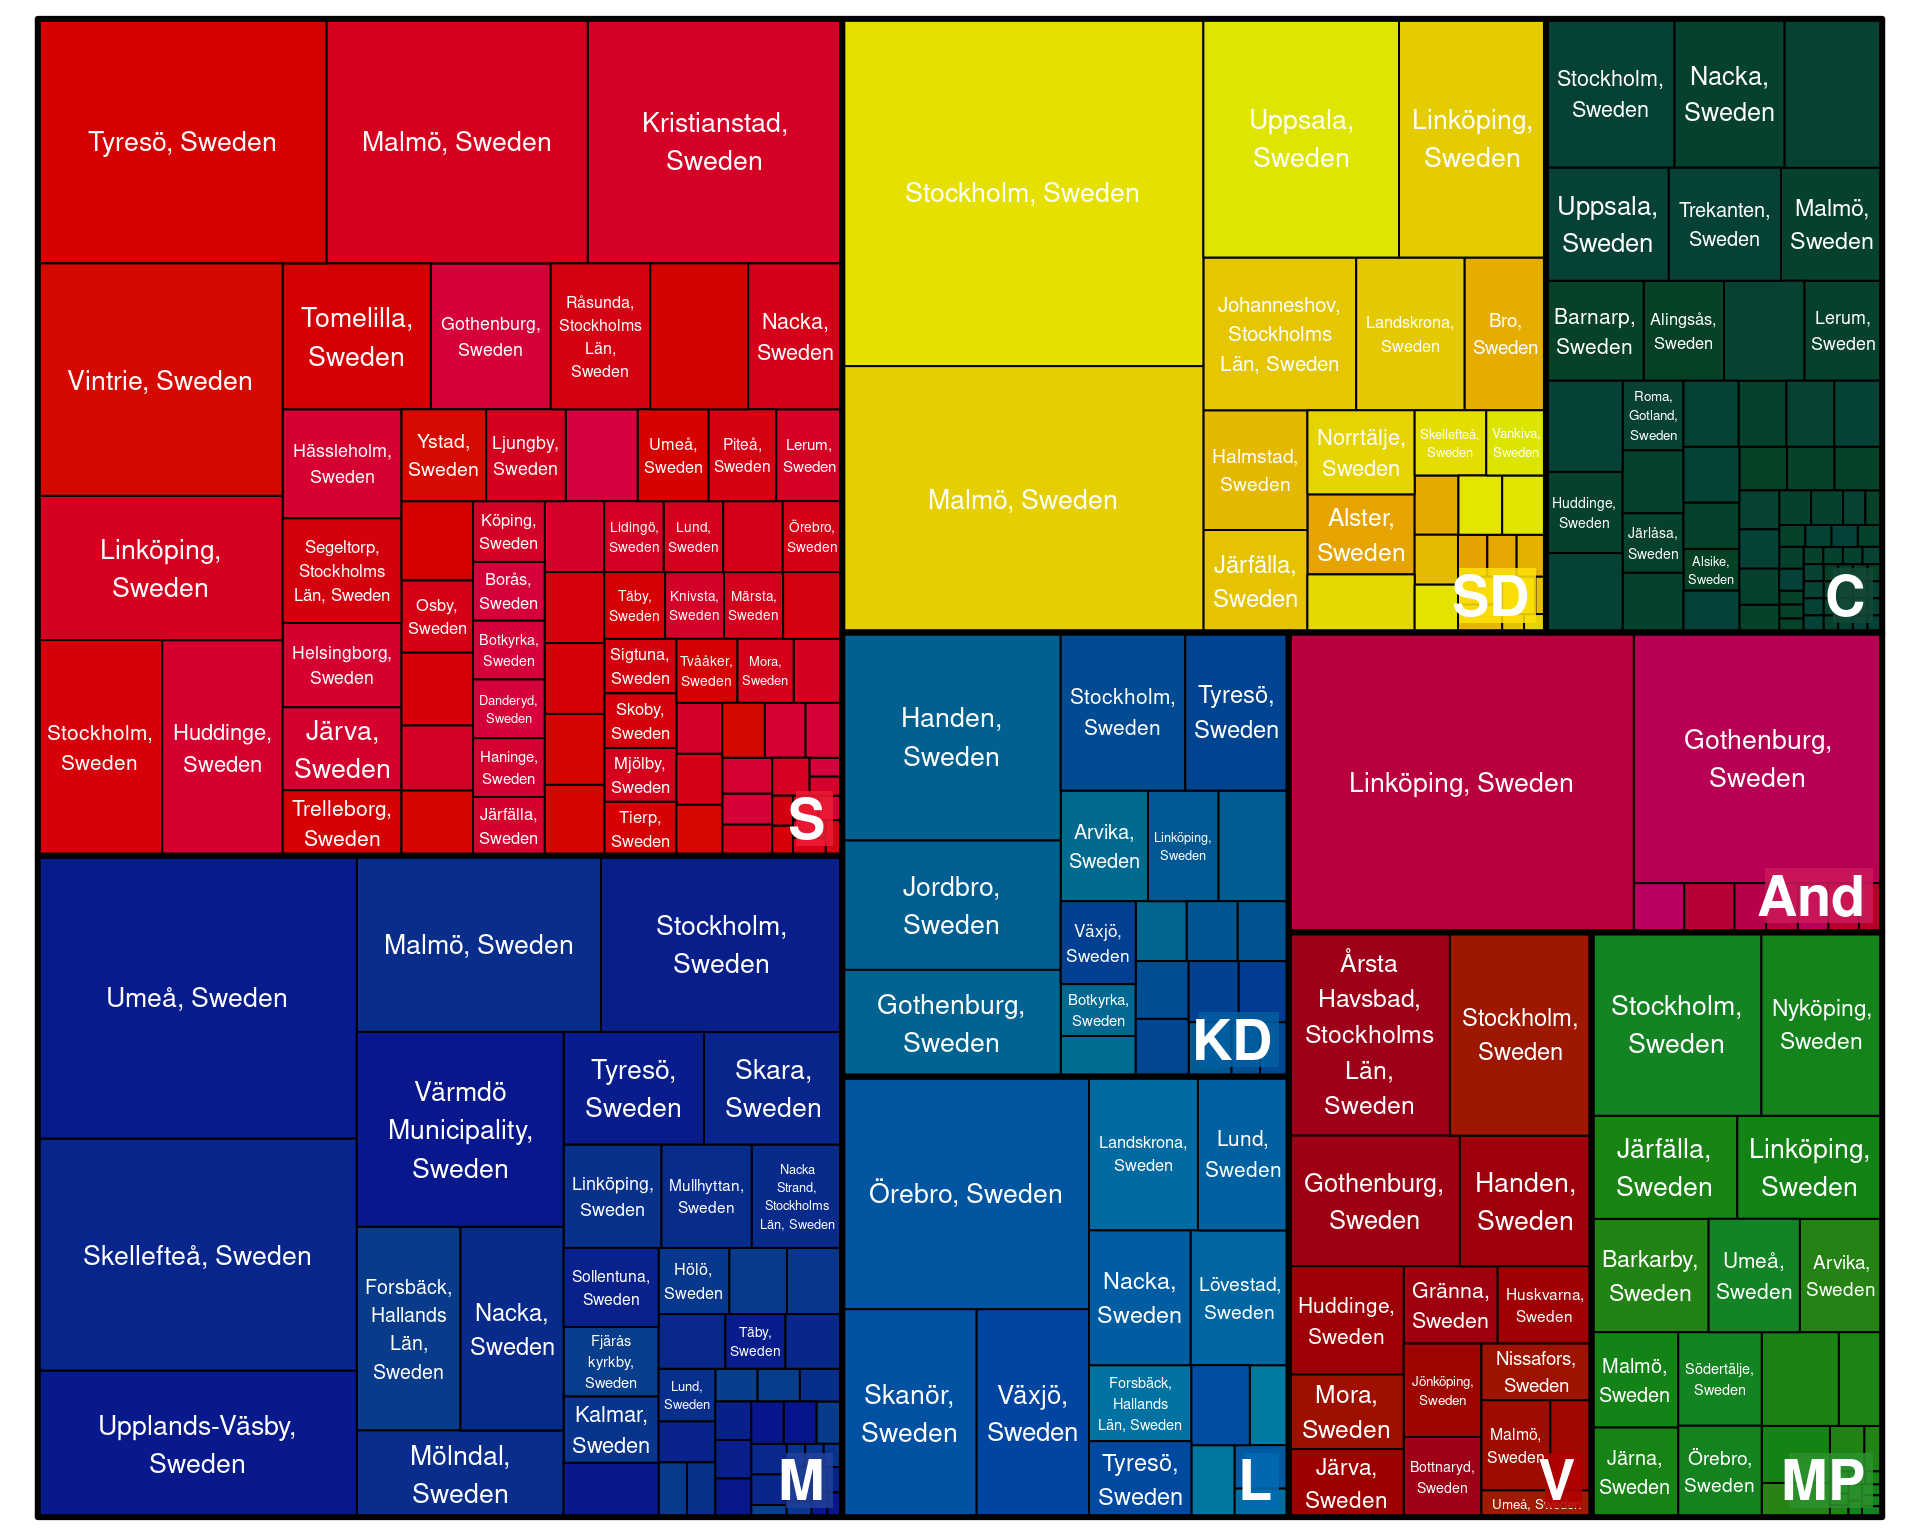 Tyresö, Sweden
Malmö, Sweden
Kristianstad,
Sweden
Vintrie, Sweden
Tomelilla,
Sweden
Gothenburg,
Sweden
Råsunda,
Stockholms
Län,
Sweden
Nacka,
Sweden
Hässleholm,
Sweden
Ystad,
Sweden
Ljungby,
Sweden
Umeå,
Sweden
Piteå,
Sweden
Lerum,
Sweden
Linköping,
Sweden
Segeltorp,
Stockholms
Län, Sweden
Köping,
Sweden
Lidingö,
Sweden
Lund,
Sweden
Örebro,
Sweden
Borås,
Sweden
Osby,
Sweden
Täby,
Sweden
Knivsta,
Sweden
Märsta,
Sweden
Stockholm,
Sweden
Huddinge,
Sweden
Helsingborg,
Sweden
Botkyrka,
Sweden
Sigtuna,
Sweden
Tvååker,
Sweden
Mora,
Sweden
Järva,
Sweden
Danderyd,
Sweden
Skoby,
Sweden
Haninge,
Sweden
Mjölby,
Sweden
Trelleborg,
Sweden
Järfälla,
Sweden
Tierp,
Sweden
S
Stockholm, Sweden
Uppsala,
Sweden
Linköping,
Sweden
Johanneshov,
Stockholms
Län, Sweden
Landskrona,
Sweden
Bro,
Sweden
Malmö, Sweden
Halmstad,
Sweden
Norrtälje,
Sweden
Skellefteå,
Sweden
Vankiva,
Sweden
Alster,
Sweden
Järfälla,
Sweden
SD
Stockholm,
Sweden
Nacka,
Sweden
Uppsala,
Sweden
Trekanten,
Sweden
Malmö,
Sweden
Barnarp,
Sweden
Alingsås,
Sweden
Lerum,
Sweden
Roma,
Gotland,
Sweden
Huddinge,
Sweden
Järlåsa,
Sweden
Alsike,
Sweden
C
Umeå, Sweden
Malmö, Sweden
Stockholm,
Sweden
Värmdö
Municipality,
Sweden
Tyresö,
Sweden
Skara,
Sweden
Skellefteå, Sweden
Linköping,
Sweden
Mullhyttan,
Sweden
Nacka
Strand,
Stockholms
Län, Sweden
Forsbäck,
Hallands
Län,
Sweden
Nacka,
Sweden
Sollentuna,
Sweden
Hölö,
Sweden
Fjärås
kyrkby,
Sweden
Täby,
Sweden
Upplands-Väsby,
Sweden
Lund,
Sweden
Kalmar,
Sweden
Mölndal,
Sweden
M
Handen,
Sweden
Stockholm,
Sweden
Tyresö,
Sweden
Arvika,
Sweden
Linköping,
Sweden
Jordbro,
Sweden
Växjö,
Sweden
Gothenburg,
Sweden
Botkyrka,
Sweden
KD
Linköping, Sweden
Gothenburg,
Sweden
And
Örebro, Sweden
Landskrona,
Sweden
Lund,
Sweden
Nacka,
Sweden
Lövestad,
Sweden
Skanör,
Sweden
Växjö,
Sweden
Forsbäck,
Hallands
Län, Sweden
Tyresö,
Sweden
L
Årsta
Havsbad,
Stockholms
Län,
Sweden
Stockholm,
Sweden
Gothenburg,
Sweden
Handen,
Sweden
Huddinge,
Sweden
Gränna,
Sweden
Huskvarna,
Sweden
Mora,
Sweden
Jönköping,
Sweden
Nissafors,
Sweden
Malmö,
Sweden
Järva,
Sweden
Bottnaryd,
Sweden
Umeå, Sweden
V
Stockholm,
Sweden
Nyköping,
Sweden
Järfälla,
Sweden
Linköping,
Sweden
Barkarby,
Sweden
Umeå,
Sweden
Arvika,
Sweden
Malmö,
Sweden
Södertälje,
Sweden
Järna,
Sweden
Örebro,
Sweden
MP